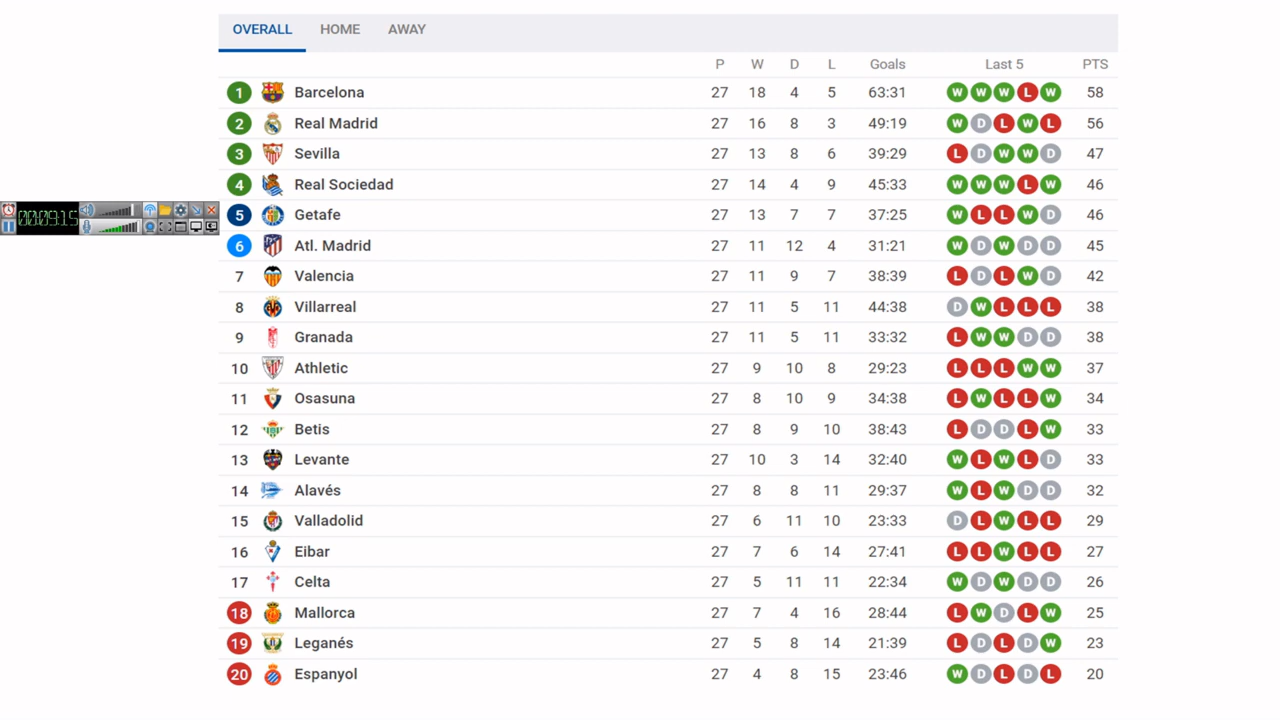 OVERALL HOME AWAY
P W D L Goals Last 5 PTS
1 Barcelona 27 18 4 5 63:31 W W W L W 58
2 Real Madrid 27 16 8 3 49:19 W D L W L 56
3 Sevilla 27 13 8 6 39:29 L D W W D 47
4 Real Sociedad 27 14 4 9 45:33 W W W L W 46
00:09:15
5 Getafe 27 13 7 7 37:25 W L L W D 46
6 Atl. Madrid 27 11 12 4 31:21 W D W D D 45
7 Valencia 27 11 9 7 38:39 L D L W D 42
8 Villarreal 27 11 5 11 44:38 D W L L L 38
9 Granada 27 11 5 11 33:32 L W W D D 38
10 Athletic 27 9 10 8 29:23 L L L W W 37
11 Osasuna 27 8 10 9 34:38 L W L L W 34
12 Betis 27 8 9 10 38:43 L D D L W 33
13 Levante 27 10 3 14 32:40 W L W L D 33
14 Alavés 27 8 8 11 29:37 W L W D D 32
15 Valladolid 27 6 11 10 23:33 D L W L L 29
16 Eibar 27 7 6 14 27:41 L L W L L 27
17 Celta 27 5 11 11 22:34 W D W D D 26
18 Mallorca 27 7 4 16 28:44 L W D L W 25
19 Leganés 27 5 8 14 21:39 L D L D W 23
20 Espanyol 27 4 8 15 23:46 W D L D L 20